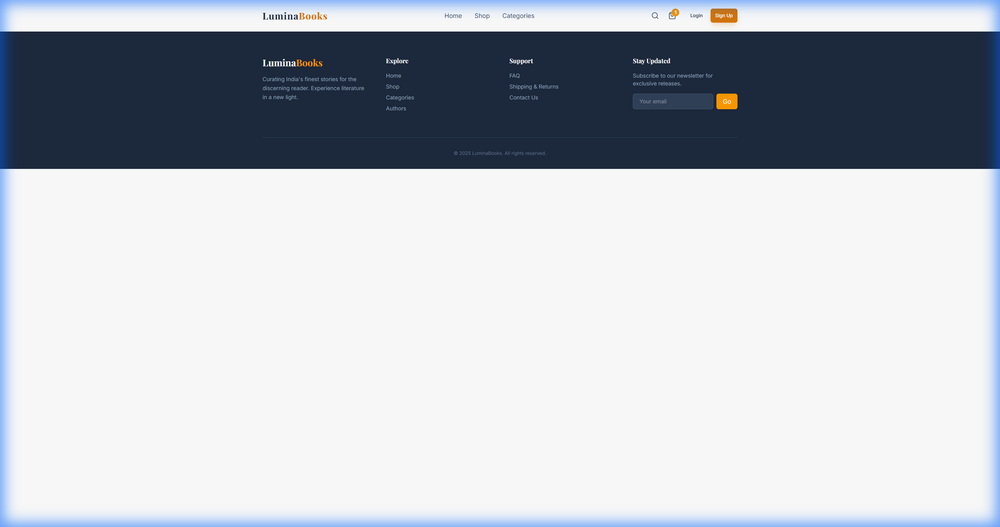 LuminaBooks
Home
Shop
Categories
1
Login
Sign Up
LuminaBooks
Curating India's finest stories for the
discerning reader. Experience literature
in a new light.
Explore
Home
Shop
Categories
Authors
Support
FAQ
Shipping & Returns
Contact Us
Stay Updated
Subscribe to our newsletter for
exclusive releases.
Your email
Go
© 2025 LuminaBooks. All rights reserved.